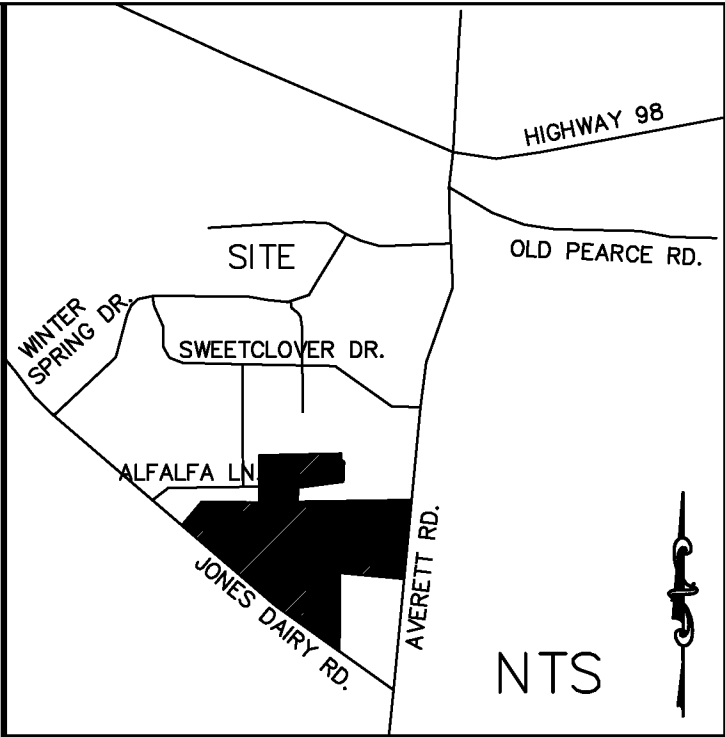 HIGHWAY 98
OLD PEARCE RD.
SITE
WINTER
SPRING DR.
SWEETCLOVER DR.
ALFALFA LN.
JONES DAIRY RD.
AVERETT RD.
NTS